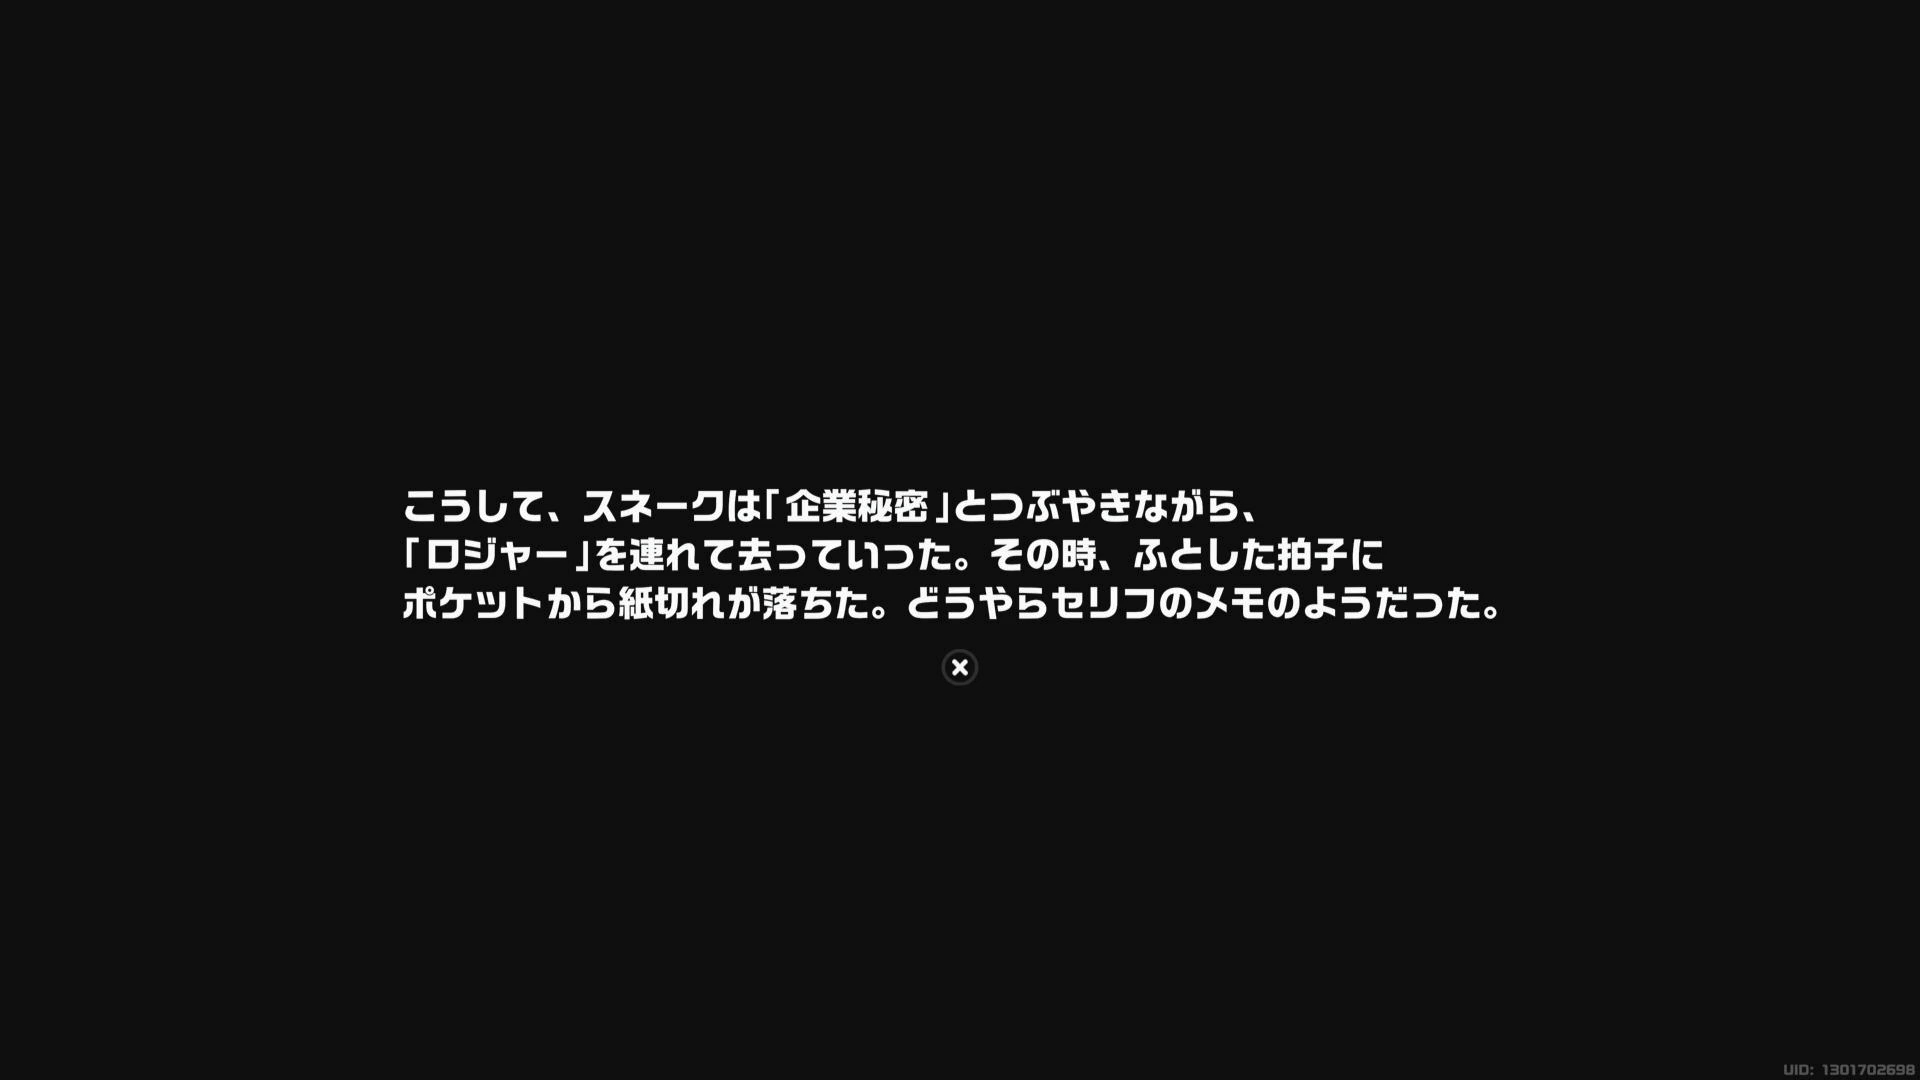 こうして、スネークは「企業秘密」とつぶやきながら、
「ロジャー」を連れて去っていった。その時、ふとした拍子に
ポケットから紙切れが落ちた。どうやらセリフのメモのようだった。
UID: 1301702698